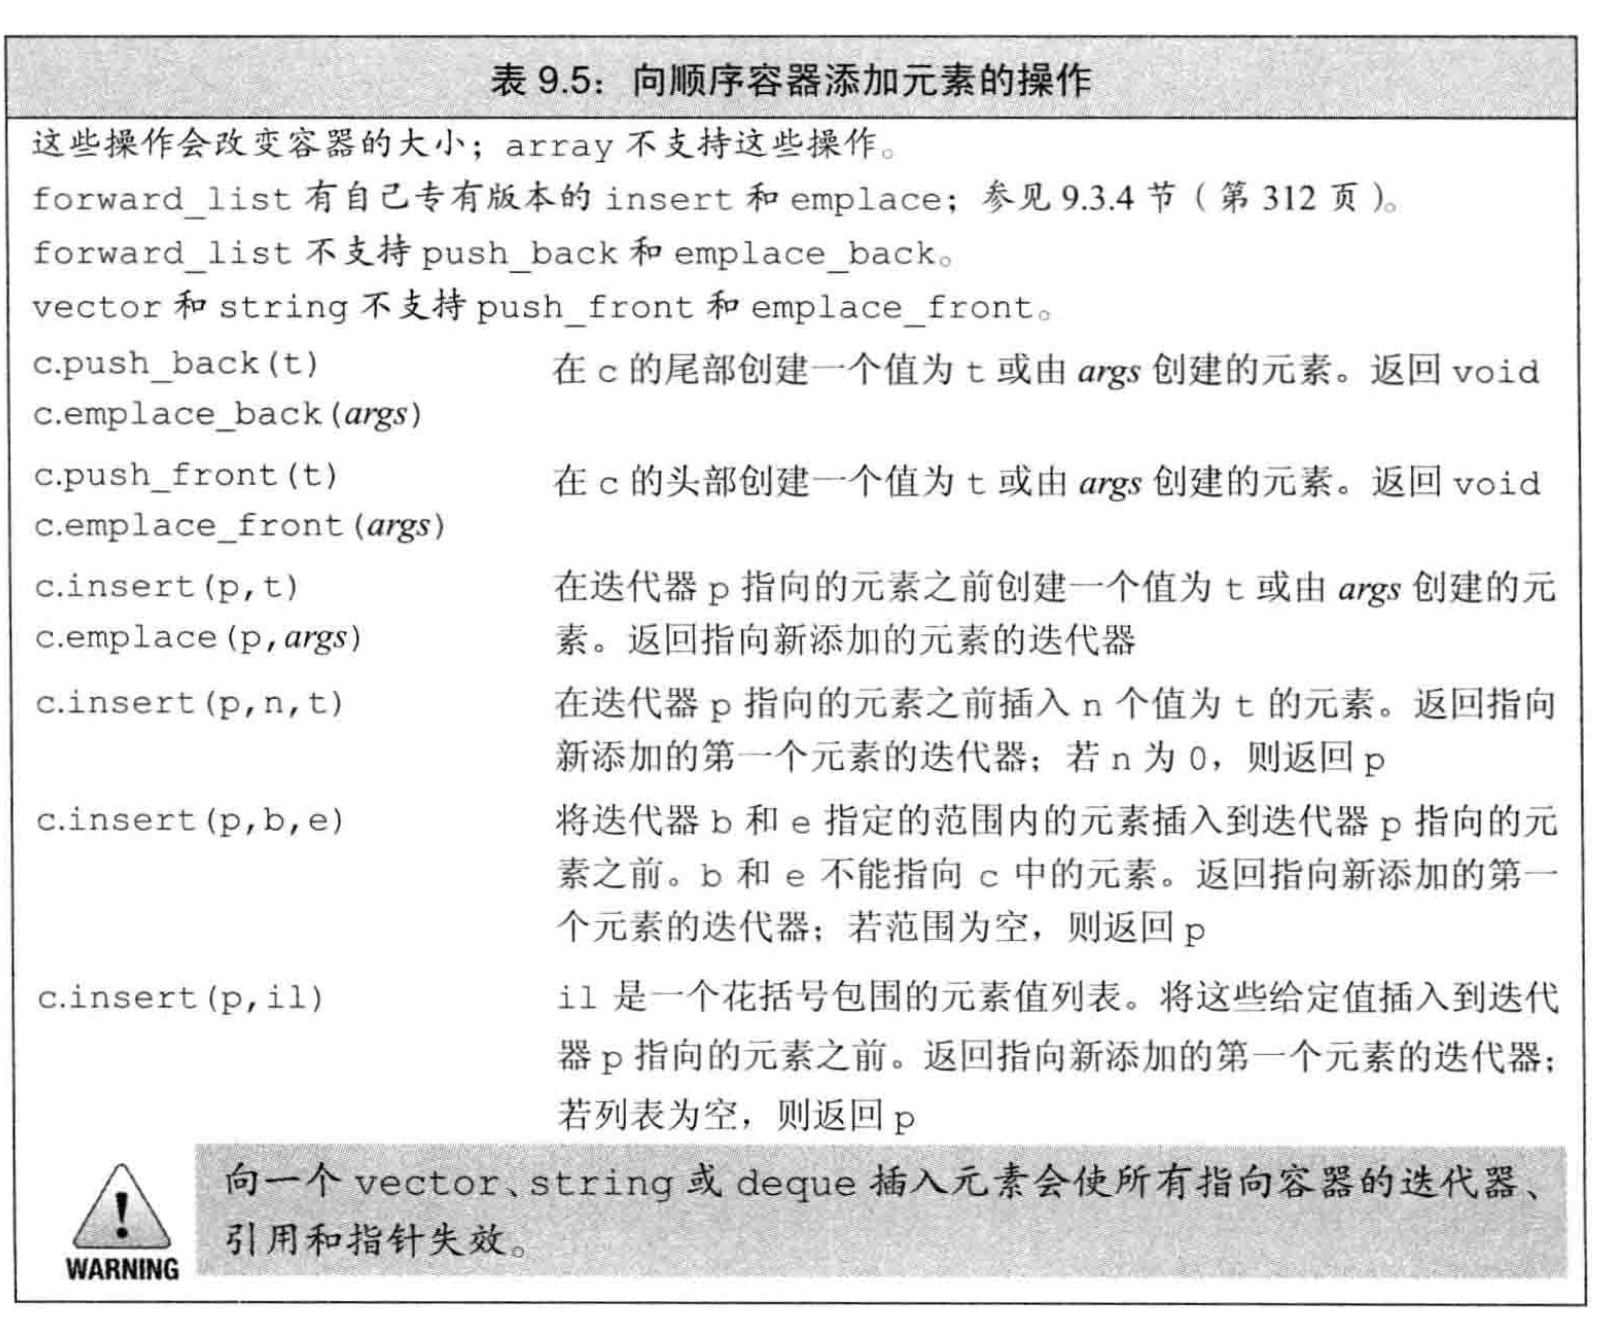 表 9.5：向顺序容器添加元素的操作
这些操作会改变容器的大小；array 不支持这些操作。
forward_list 有自己专有版本的 insert 和 emplace；参见 9.3.4 节（第 312 页）。
forward_list 不支持 push_back 和 emplace_back。
vector 和 string 不支持 push_front 和 emplace_front。
c.push_back(t) 在 c 的尾部创建一个值为 t 或由 args 创建的元素。返回 void
c.emplace_back(args)
c.push_front(t) 在 c 的头部创建一个值为 t 或由 args 创建的元素。返回 void
c.emplace_front(args)
c.insert(p,t) 在迭代器 p 指向的元素之前创建一个值为 t 或由 args 创建的元
c.emplace(p,args) 素。返回指向新添加的元素的迭代器
c.insert(p,n,t) 在迭代器 p 指向的元素之前插入 n 个值为 t 的元素。返回指向
新添加的第一个元素的迭代器；若 n 为 0，则返回 p
c.insert(p,b,e) 将迭代器 b 和 e 指定的范围内的元素插入到迭代器 p 指向的元
素之前。b 和 e 不能指向 c 中的元素。返回指向新添加的第一
个元素的迭代器；若范围为空，则返回 p
c.insert(p,il) il 是一个花括号包围的元素值列表。将这些给定值插入到迭代
器 p 指向的元素之前。返回指向新添加的第一个元素的迭代器；
若列表为空，则返回 p
向一个 vector、string 或 deque 插入元素会使所有指向容器的迭代器、
引用和指针失效。
WARNING